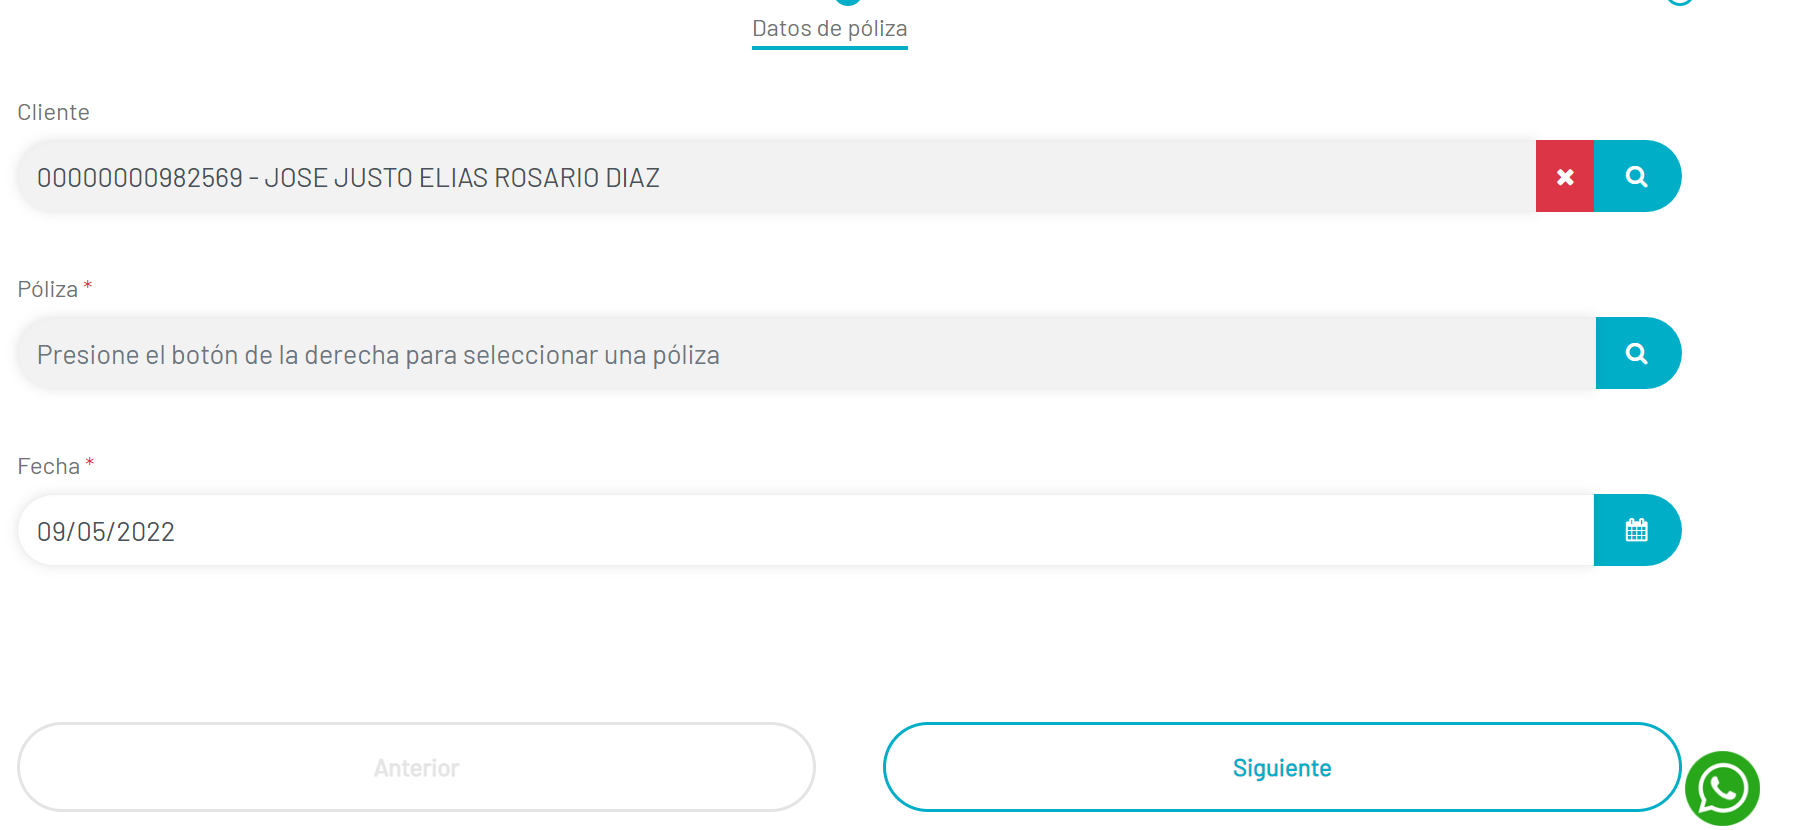 Datos de póliza
Cliente
00000000982569 - JOSE JUSTO ELIAS ROSARIO DIAZ
Póliza *
Presione el botón de la derecha para seleccionar una póliza
Fecha *
09/05/2022
Anterior
Siguiente